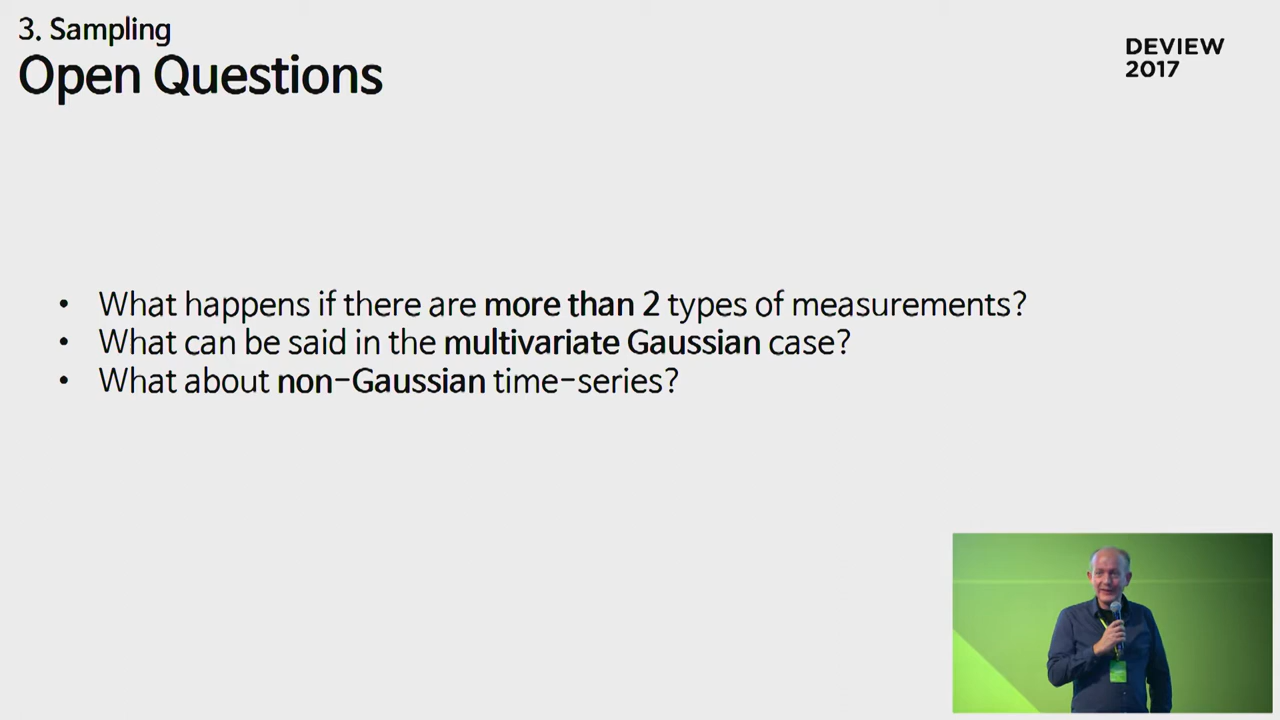 3. Sampling
Open Questions
DEVIEW
2017
• What happens if there are more than 2 types of measurements?
• What can be said in the multivariate Gaussian case?
• What about non-Gaussian time-series?